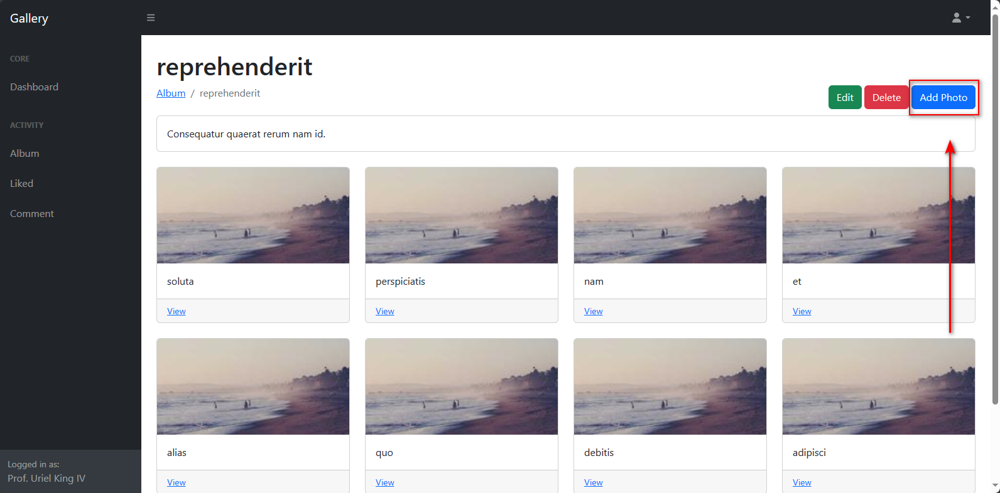 Gallery
CORE
Dashboard
ACTIVITY
Album
Liked
Comment
Logged in as:
Prof. Uriel King IV
reprehenderit
Album / reprehenderit
Edit Delete Add Photo
Consequatur quaerat rerum nam id.
soluta perspiciatis nam et
View View View View
alias quo debitis adipisci
View View View View